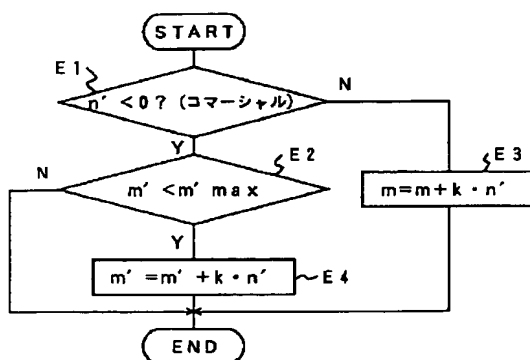 START
E1
n' <0? (コマーシャル)
N
Y
E2
N
m' <m' max
E3
m=m+k・n'
Y
m' =m' +k・n'
E4
END